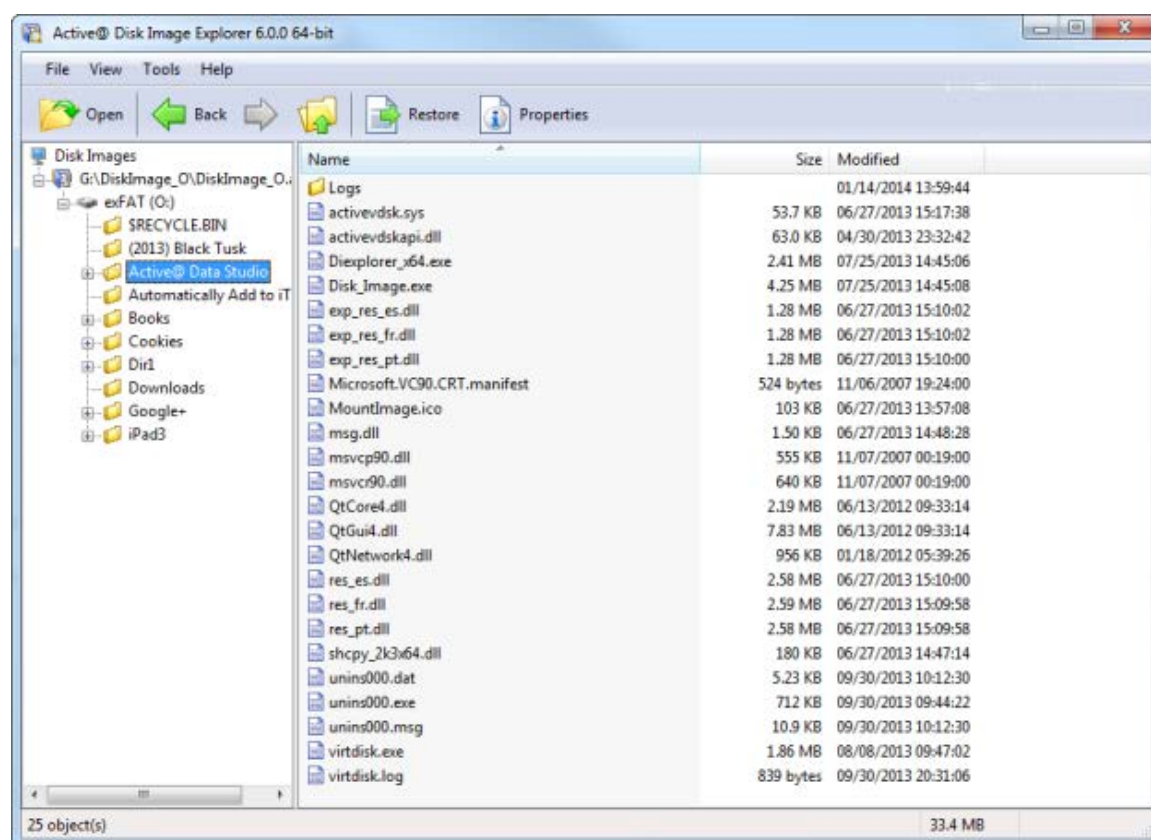 Active@ Disk Image Explorer 6.0.0 64-bit
File View Tools Help
Open Back Restore Properties
Disk Images
G:\DiskImage_O\DiskImage_O.
exFAT (O:)
$RECYCLE.BIN
(2013) Black Tusk
Active@ Data Studio
Automatically Add to iT
Books
Cookies
Dir1
Downloads
Google+
iPad3
Name Size Modified
Logs 01/14/2014 13:59:44
activevdsk.sys 53.7 KB 06/27/2013 15:17:38
activevdskapi.dll 63.0 KB 04/30/2013 23:32:42
Diexplorer_x64.exe 2.41 MB 07/25/2013 14:45:06
Disk_Image.exe 4.25 MB 07/25/2013 14:45:08
exp_res_es.dll 1.28 MB 06/27/2013 15:10:02
exp_res_fr.dll 1.28 MB 06/27/2013 15:10:02
exp_res_pt.dll 1.28 MB 06/27/2013 15:10:00
Microsoft.VC90.CRT.manifest 524 bytes 11/06/2007 19:24:00
MountImage.ico 103 KB 06/27/2013 13:57:08
msg.dll 1.50 KB 06/27/2013 14:48:28
msvcp90.dll 555 KB 11/07/2007 00:19:00
msvcr90.dll 640 KB 11/07/2007 00:19:00
QtCore4.dll 2.19 MB 06/13/2012 09:33:14
QtGui4.dll 7.83 MB 06/13/2012 09:33:14
QtNetwork4.dll 956 KB 01/18/2012 05:39:26
res_es.dll 2.58 MB 06/27/2013 15:10:00
res_fr.dll 2.59 MB 06/27/2013 15:09:58
res_pt.dll 2.58 MB 06/27/2013 15:09:58
shcpy_2k3x64.dll 180 KB 06/27/2013 14:47:14
unins000.dat 5.23 KB 09/30/2013 10:12:30
unins000.exe 712 KB 09/30/2013 09:44:22
unins000.msg 10.9 KB 09/30/2013 10:12:30
virtdisk.exe 1.86 MB 08/08/2013 09:47:02
virtdisk.log 839 bytes 09/30/2013 20:31:06
25 object(s) 33.4 MB